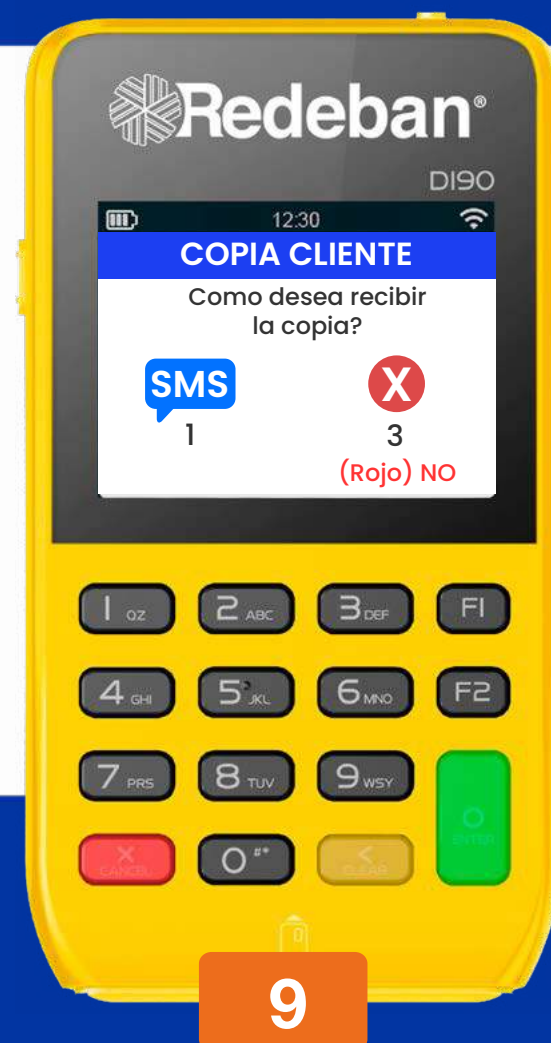 Redeban®
D190
12:30
COPIA CLIENTE
Como desea recibir
la copia?
SMS X
1 3
(Rojo) NO
1 QZ 2 ABC 3 DEF F1
4 GHI 5 JKL 6 MNO F2
7 PRS 8 TUV 9 WSY
X CANCEL 0 #* < CLEAR O ENTER
9